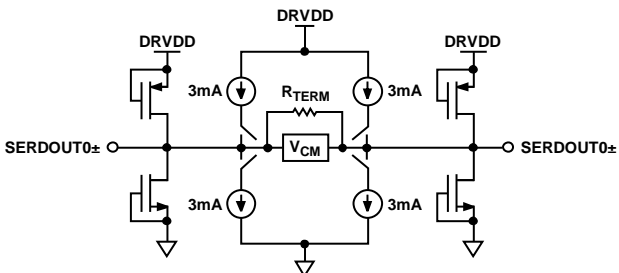 DRVDD
DRVDD
DRVDD
3mA
RTERM
3mA
SERDOUT0±
VCM
SERDOUT0±
3mA
3mA